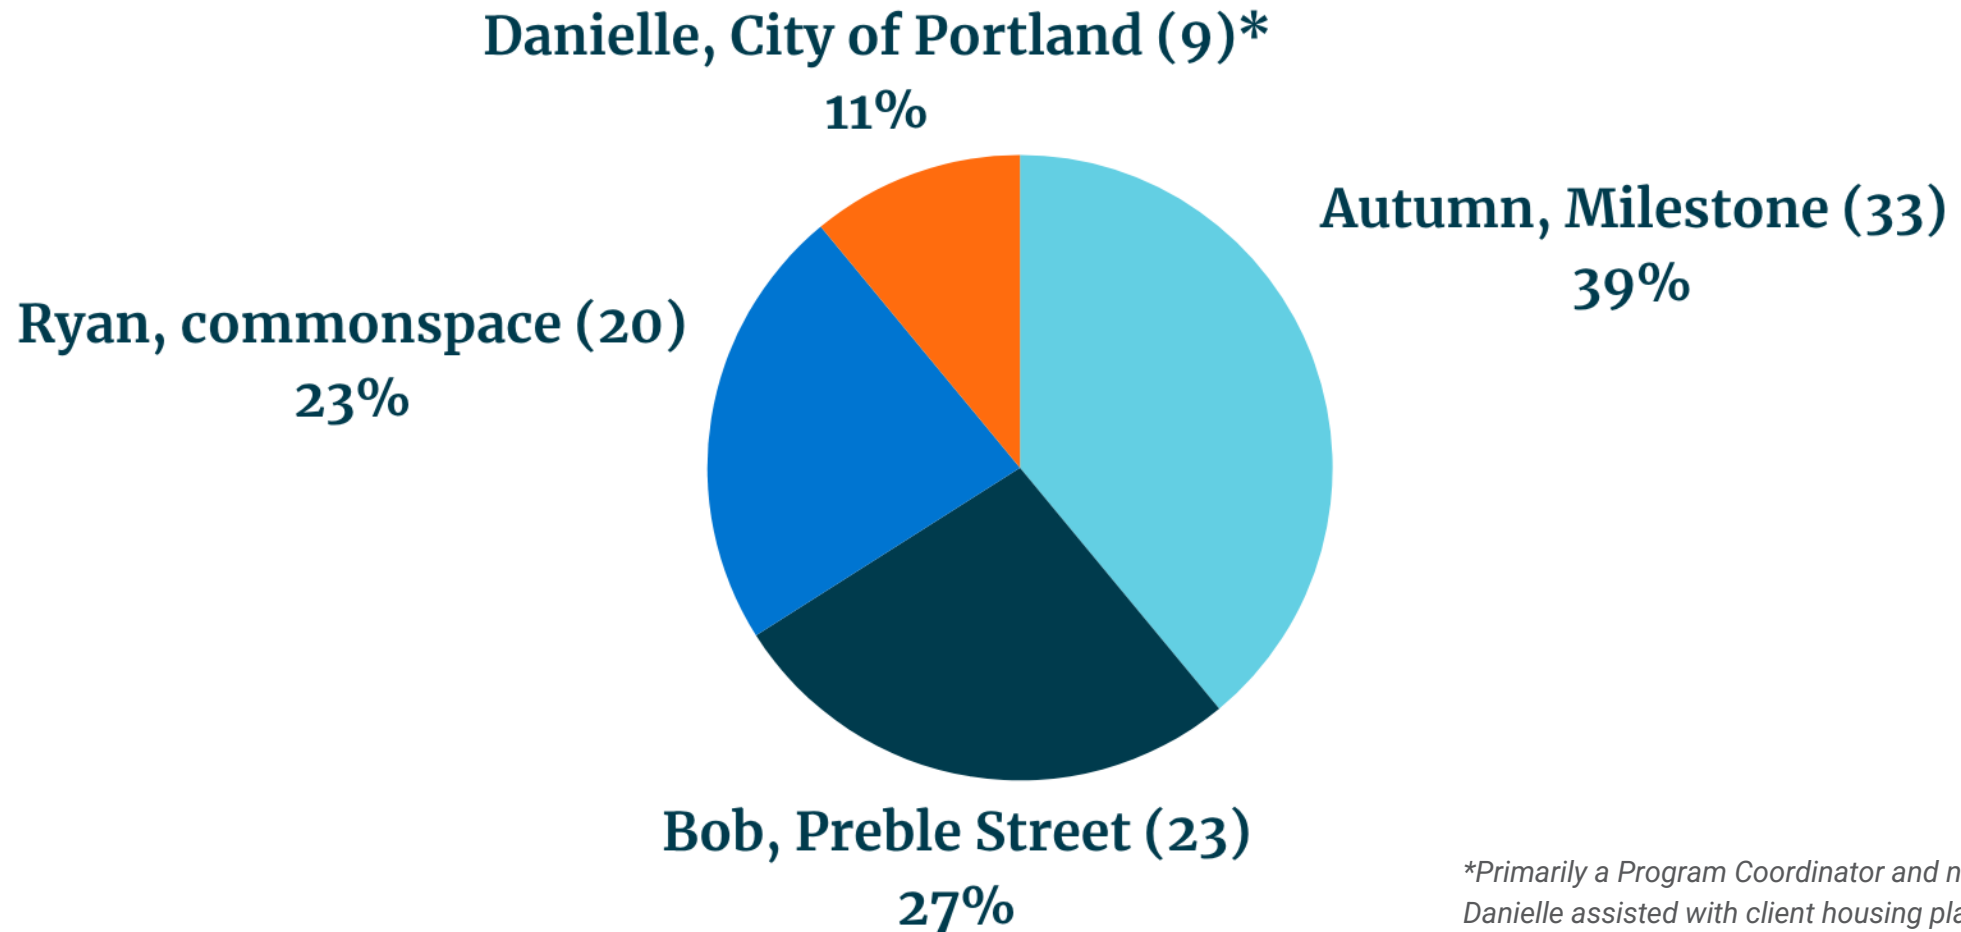 Danielle, City of Portland (9)*
11%
Autumn, Milestone (33)
39%
Ryan, commonspace (20)
23%
Bob, Preble Street (23)
27%
*Primarily a Program Coordinator and
Danielle assisted with client housing